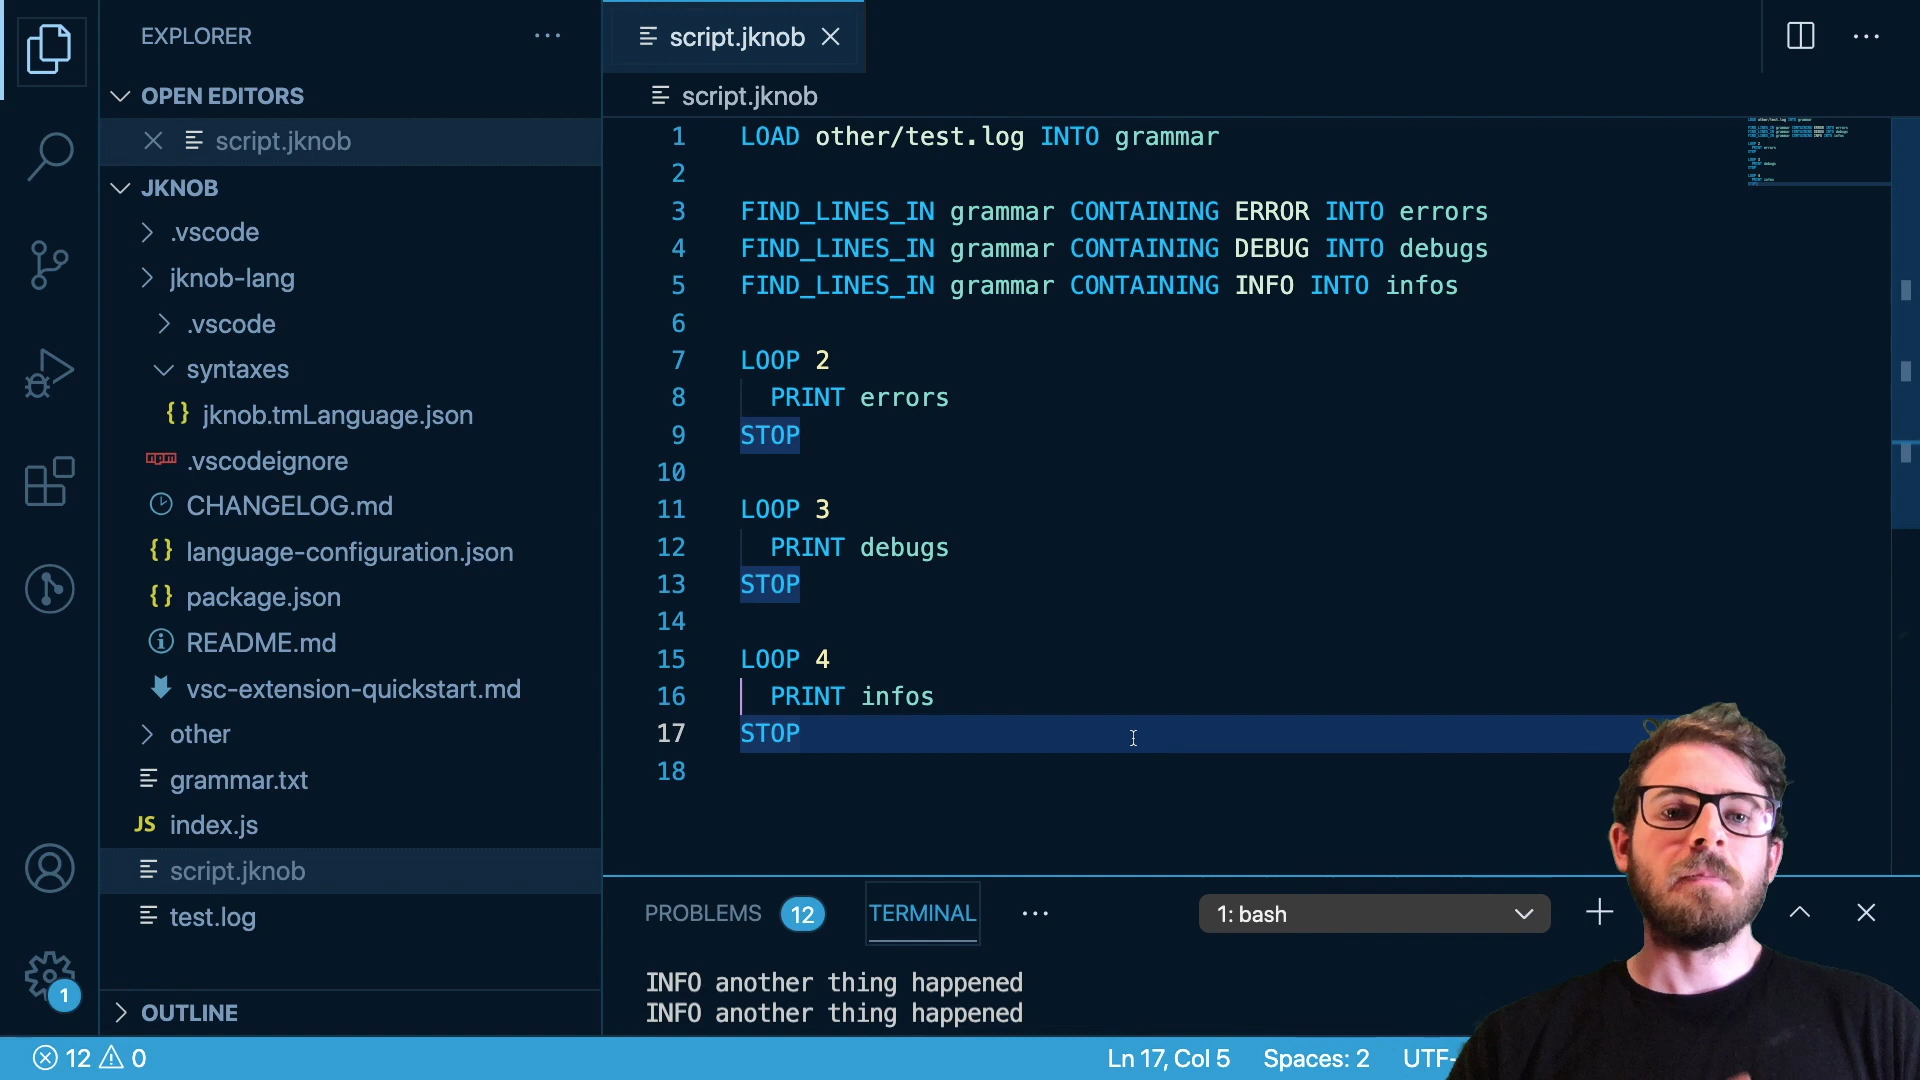 EXPLORER
OPEN EDITORS
script.jknob
JKNOB
.vscode
jknob-lang
.vscode
syntaxes
{} jknob.tmLanguage.json
.vscodeignore
CHANGELOG.md
{} language-configuration.json
{} package.json
README.md
vsc-extension-quickstart.md
other
grammar.txt
JS index.js
script.jknob
test.log
OUTLINE
1
script.jknob
script.jknob
1 LOAD other/test.log INTO grammar
2
3 FIND_LINES_IN grammar CONTAINING ERROR INTO errors
4 FIND_LINES_IN grammar CONTAINING DEBUG INTO debugs
5 FIND_LINES_IN grammar CONTAINING INFO INTO infos
6
7 LOOP 2
8 PRINT errors
9 STOP
10
11 LOOP 3
12 PRINT debugs
13 STOP
14
15 LOOP 4
16 PRINT infos
17 STOP
18
PROBLEMS 12 TERMINAL 1: bash
INFO another thing happened
INFO another thing happened
12 0 Ln 17, Col 5 Spaces: 2 UTF-